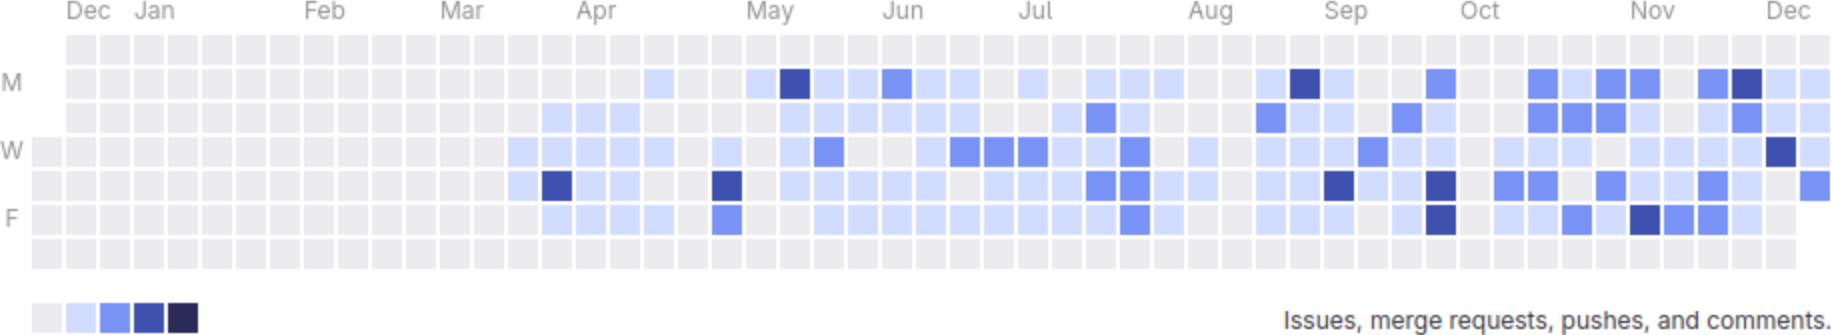 Dec Jan Feb Mar Apr May Jun Jul Aug Sep Oct Nov Dec
M
W
F
Issues, merge requests, pushes, and comments.